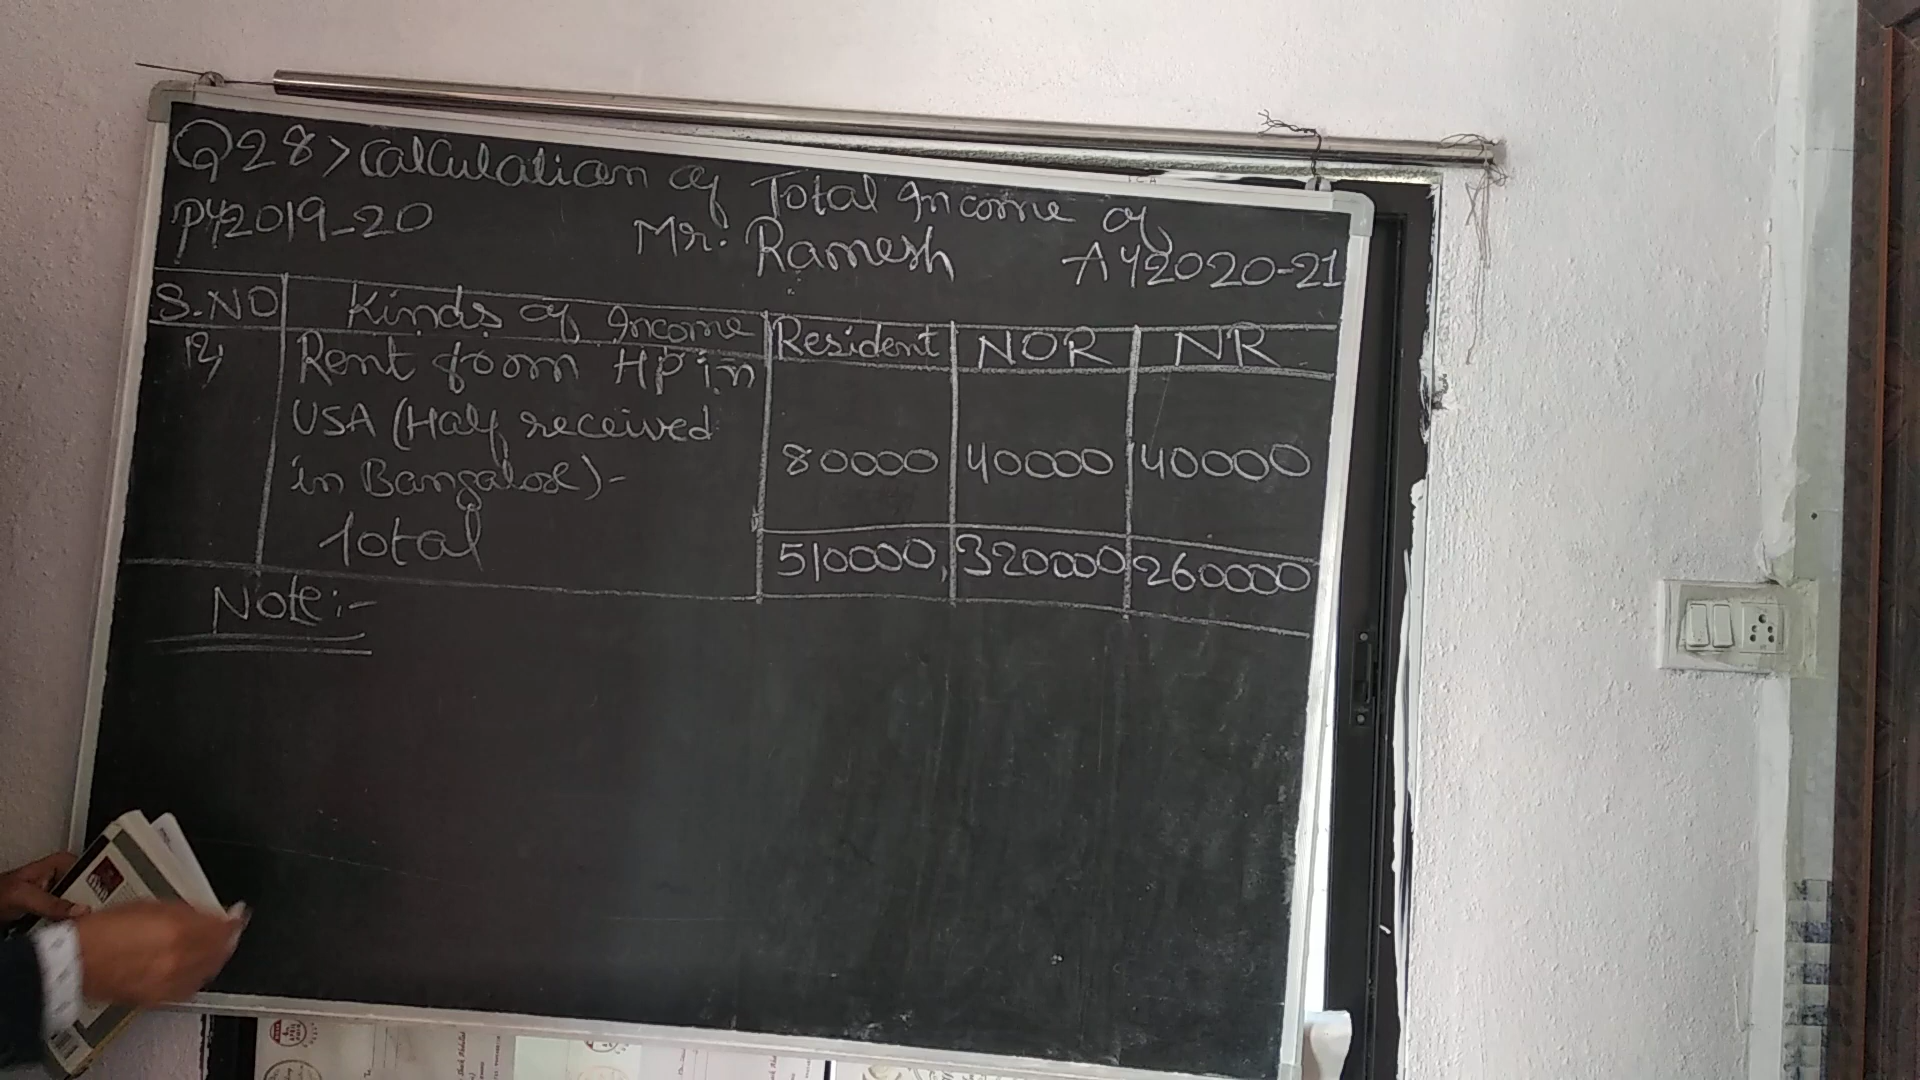 Q28> Calculation of Total Income of
Mr. Ramesh
PY2019-20
AY2020-21
S.NO Kinds of Income Resident NOR NR
Rent from HP in
USA (Half received
in Bangalore)- 80000 40000 40000
Total 510000, 320000 260000
Note:-